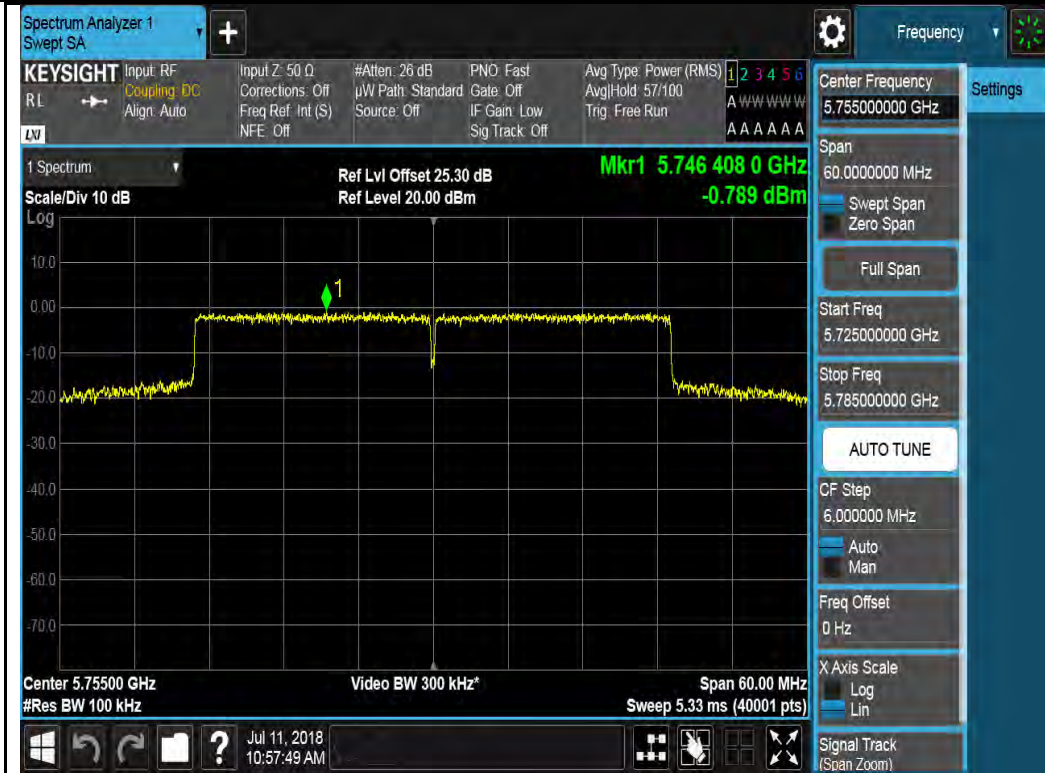 Spectrum Analyzer 1
Swept SA
+
Frequency
KEYSIGHT
RL
LXI
Input: RF
Coupling: DC
Align: Auto
Input Z: 50 Ω
Corrections: Off
Freq Ref: Int (S)
NFE: Off
#Atten: 26 dB
µW Path: Standard
Source: Off
PNO: Fast
Gate: Off
IF Gain: Low
Sig Track: Off
Avg Type: Power (RMS)
Avg|Hold: 57/100
Trig: Free Run
1 2 3 4 5 6
A W W W W W
A A A A A A
1 Spectrum
Scale/Div 10 dB
Log
Ref Lvl Offset 25.30 dB
Ref Level 20.00 dBm
Mkr1 5.746 408 0 GHz
-0.789 dBm
10.0
0.00
-10.0
-20.0
-30.0
-40.0
-50.0
-60.0
-70.0
1
Center 5.75500 GHz
#Res BW 100 kHz
Video BW 300 kHz*
Span 60.00 MHz
Sweep 5.33 ms (40001 pts)
?
Jul 11, 2018
10:57:49 AM
Center Frequency
5.755000000 GHz
Settings
Span
60.0000000 MHz
Swept Span
Zero Span
Full Span
Start Freq
5.725000000 GHz
Stop Freq
5.785000000 GHz
AUTO TUNE
CF Step
6.000000 MHz
Auto
Man
Freq Offset
0 Hz
X Axis Scale
Log
Lin
Signal Track
(Span Zoom)